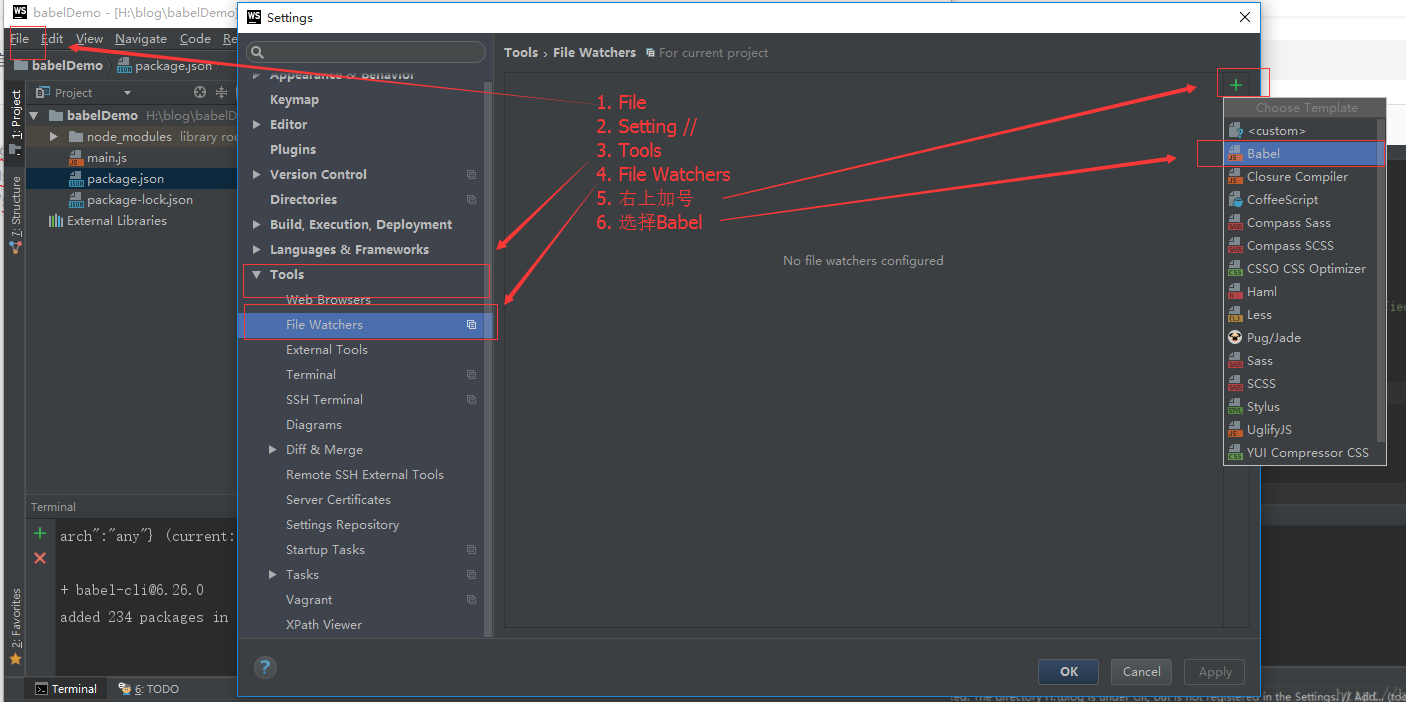 babelDemo - [H:\blog\babelDemo]
Settings
File Edit View Navigate Code Re
babelDemo package.json
Project
babelDemo H:\blog\babelD
node_modules library roo
main.js
package.json
package-lock.json
External Libraries
1: Project
7: Structure
2: Favorites
Terminal
arch":"any"} (current:
+ babel-cli@6.26.0
added 234 packages in
Terminal
6: TODO
Appearance & Behavior
Keymap
Editor
Plugins
Version Control
Directories
Build, Execution, Deployment
Languages & Frameworks
Tools
Web Browsers
File Watchers
External Tools
Terminal
SSH Terminal
Diagrams
Diff & Merge
Remote SSH External Tools
Server Certificates
Settings Repository
Startup Tasks
Tasks
Vagrant
XPath Viewer
Tools › File Watchers For current project
1. File
2. Setting //
3. Tools
4. File Watchers
5. 右上加号
6. 选择Babel
No file watchers configured
Choose Template
<custom>
Babel
Closure Compiler
CoffeeScript
Compass Sass
Compass SCSS
CSSO CSS Optimizer
Haml
Less
Pug/Jade
Sass
SCSS
Stylus
UglifyJS
YUI Compressor CSS
OK
Cancel
Apply
ed: The directory H:\blog is under Git, but is not registered in the Settings. // Add...